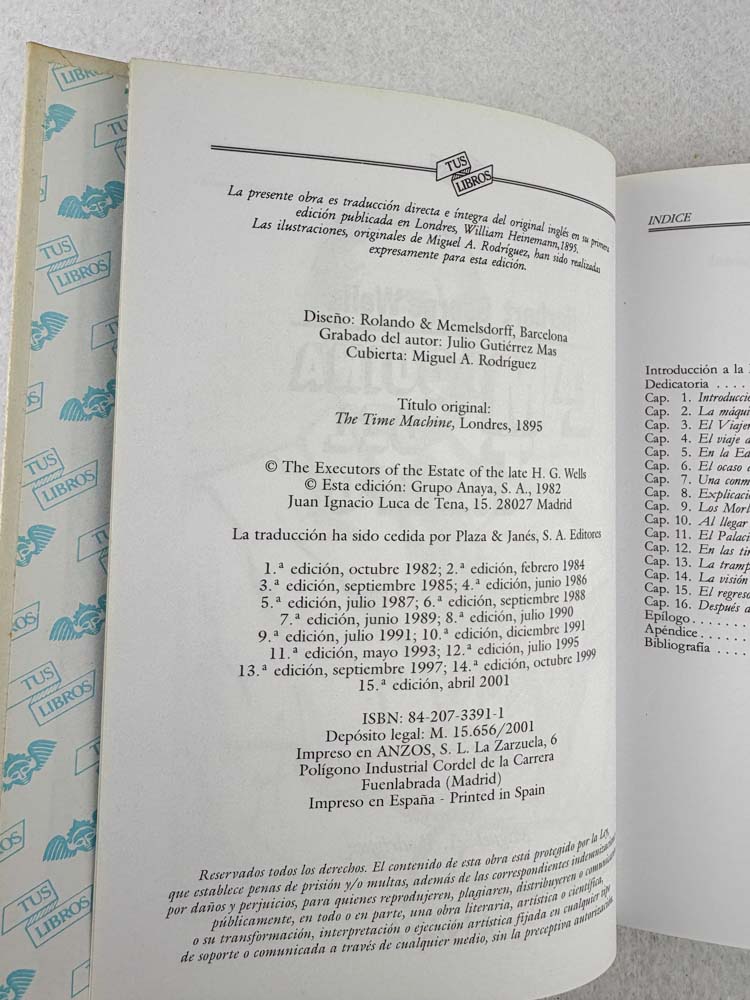 TUS
LIBROS
La presente obra es traducción directa e íntegra del original inglés en su primera
edición publicada en Londres, William Heinemann,1895.
Las ilustraciones, originales de Miguel A. Rodríguez, han sido realizadas
expresamente para esta edición.
Diseño: Rolando & Memelsdorff, Barcelona
Grabado del autor: Julio Gutiérrez Mas
Cubierta: Miguel A. Rodríguez
Título original:
The Time Machine, Londres, 1895
© The Executors of the Estate of the late H. G. Wells
© Esta edición: Grupo Anaya, S. A., 1982
Juan Ignacio Luca de Tena, 15. 28027 Madrid
La traducción ha sido cedida por Plaza & Janés, S. A. Editores
1.ª edición, octubre 1982; 2.ª edición, febrero 1984
3.ª edición, septiembre 1985; 4.ª edición, junio 1986
5.ª edición, julio 1987; 6.ª edición, septiembre 1988
7.ª edición, junio 1989; 8.ª edición, julio 1990
9.ª edición, julio 1991; 10.ª edición, diciembre 1991
11.ª edición, mayo 1993; 12.ª edición, julio 1995
13.ª edición, septiembre 1997; 14.ª edición, octubre 1999
15.ª edición, abril 2001
ISBN: 84-207-3391-1
Depósito legal: M. 15.656/2001
Impreso en ANZOS, S. L. La Zarzuela, 6
Polígono Industrial Cordel de la Carrera
Fuenlabrada (Madrid)
Impreso en España - Printed in Spain
Reservados todos los derechos. El contenido de esta obra está protegido por la Ley,
que establece penas de prisión y/o multas, además de las correspondientes indemnizaciones
por daños y perjuicios, para quienes reprodujeren, plagiaren, distribuyeren o comunicaren
públicamente, en todo o en parte, una obra literaria, artística o científica,
o su transformación, interpretación o ejecución artística fijada en cualquier tipo
de soporte o comunicada a través de cualquier medio, sin la preceptiva autorización.
INDICE
Introducción a la
Dedicatoria . . . .
Cap. 1. Introducció
Cap. 2. La máqui
Cap. 3. El Viajer
Cap. 4. El viaje a
Cap. 5. En la Ed
Cap. 6. El ocaso
Cap. 7. Una conm
Cap. 8. Explicació
Cap. 9. Los Morl
Cap. 10. Al llegar
Cap. 11. El Palaci
Cap. 12. En las tin
Cap. 13. La tramp
Cap. 14. La visión
Cap. 15. El regreso
Cap. 16. Después d
Epílogo. . . . .
Apéndice . . . .
Bibliografía . .
TUS
LIBROS
TUS
LIBROS
TUS
LIBROS
TUS
LIBROS